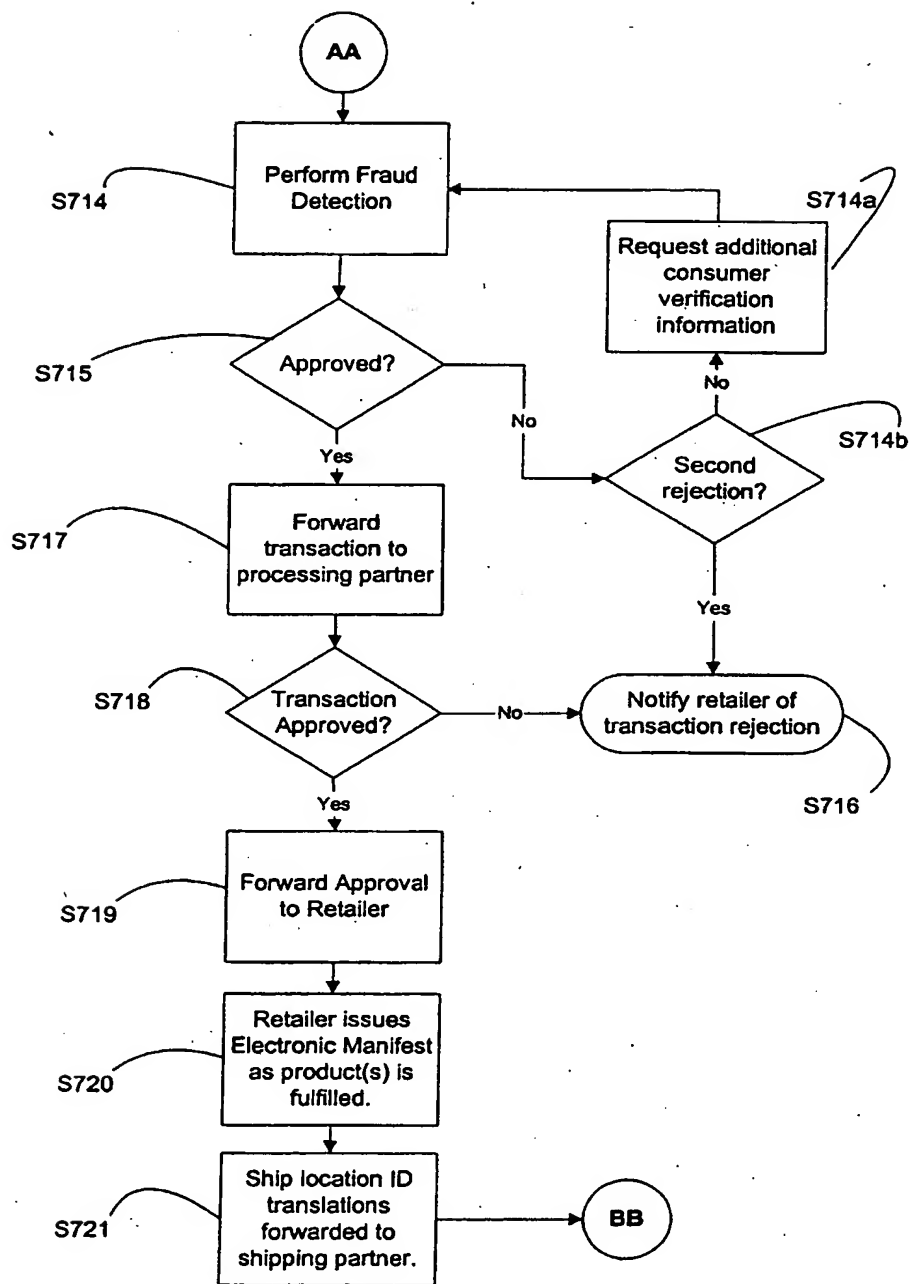 AA
Perform Fraud
Detection
S714
S714a
Request additional
consumer
verification
information
S715
Approved?
No
No
S714b
Second
rejection?
Yes
S717
Forward
transaction to
processing partner
Yes
S718
Transaction
Approved?
No
Notify retailer of
transaction rejection
S716
Yes
S719
Forward Approval
to Retailer
Retailer issues
Electronic Manifest
as product(s) is
fulfilled.
S720
Ship location ID
translations
forwarded to
shipping partner.
S721
BB